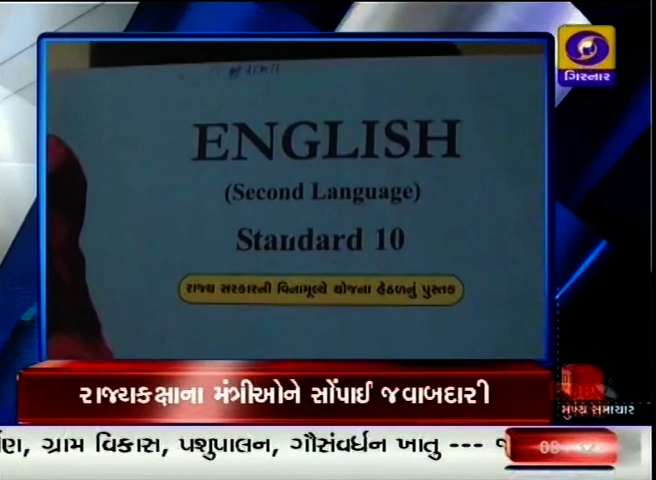 ગિરનાર
ENGLISH
(Second Language)
Standard 10
રાજ્ય સરકારની વિનામૂલ્યે યોજના હેઠળનું પુસ્તક
રાજ્યકક્ષાના મંત્રીઓને સોંપાઈ જવાબદારી
મુખ્ય સમાચાર
ગ્રામ વિકાસ, પશુપાલન, ગૌસંવર્ધન ખાતુ ---